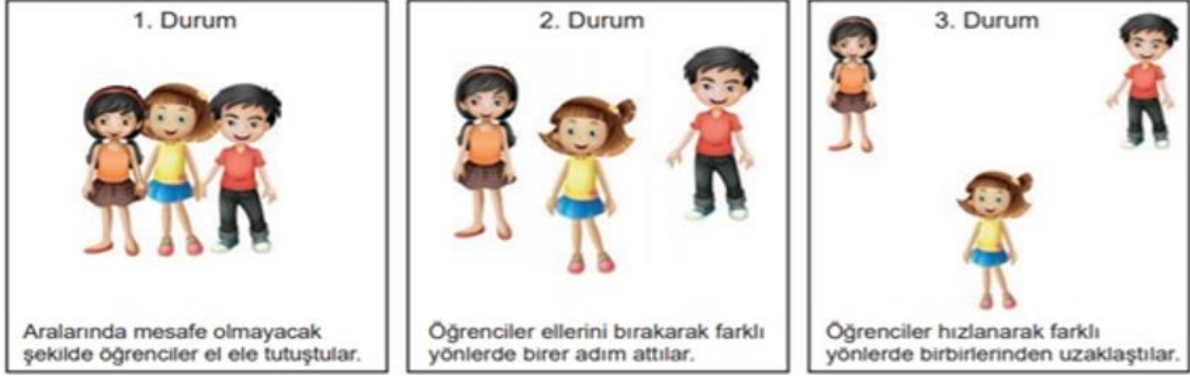 1. Durum
Aralarında mesafe olmayacak
şekilde öğrenciler el ele tutuştular.
2. Durum
Öğrenciler ellerini bırakarak farklı
yönlerde birer adım attılar.
3. Durum
Öğrenciler hızlanarak farklı
yönlerde birbirlerinden uzaklaştılar.